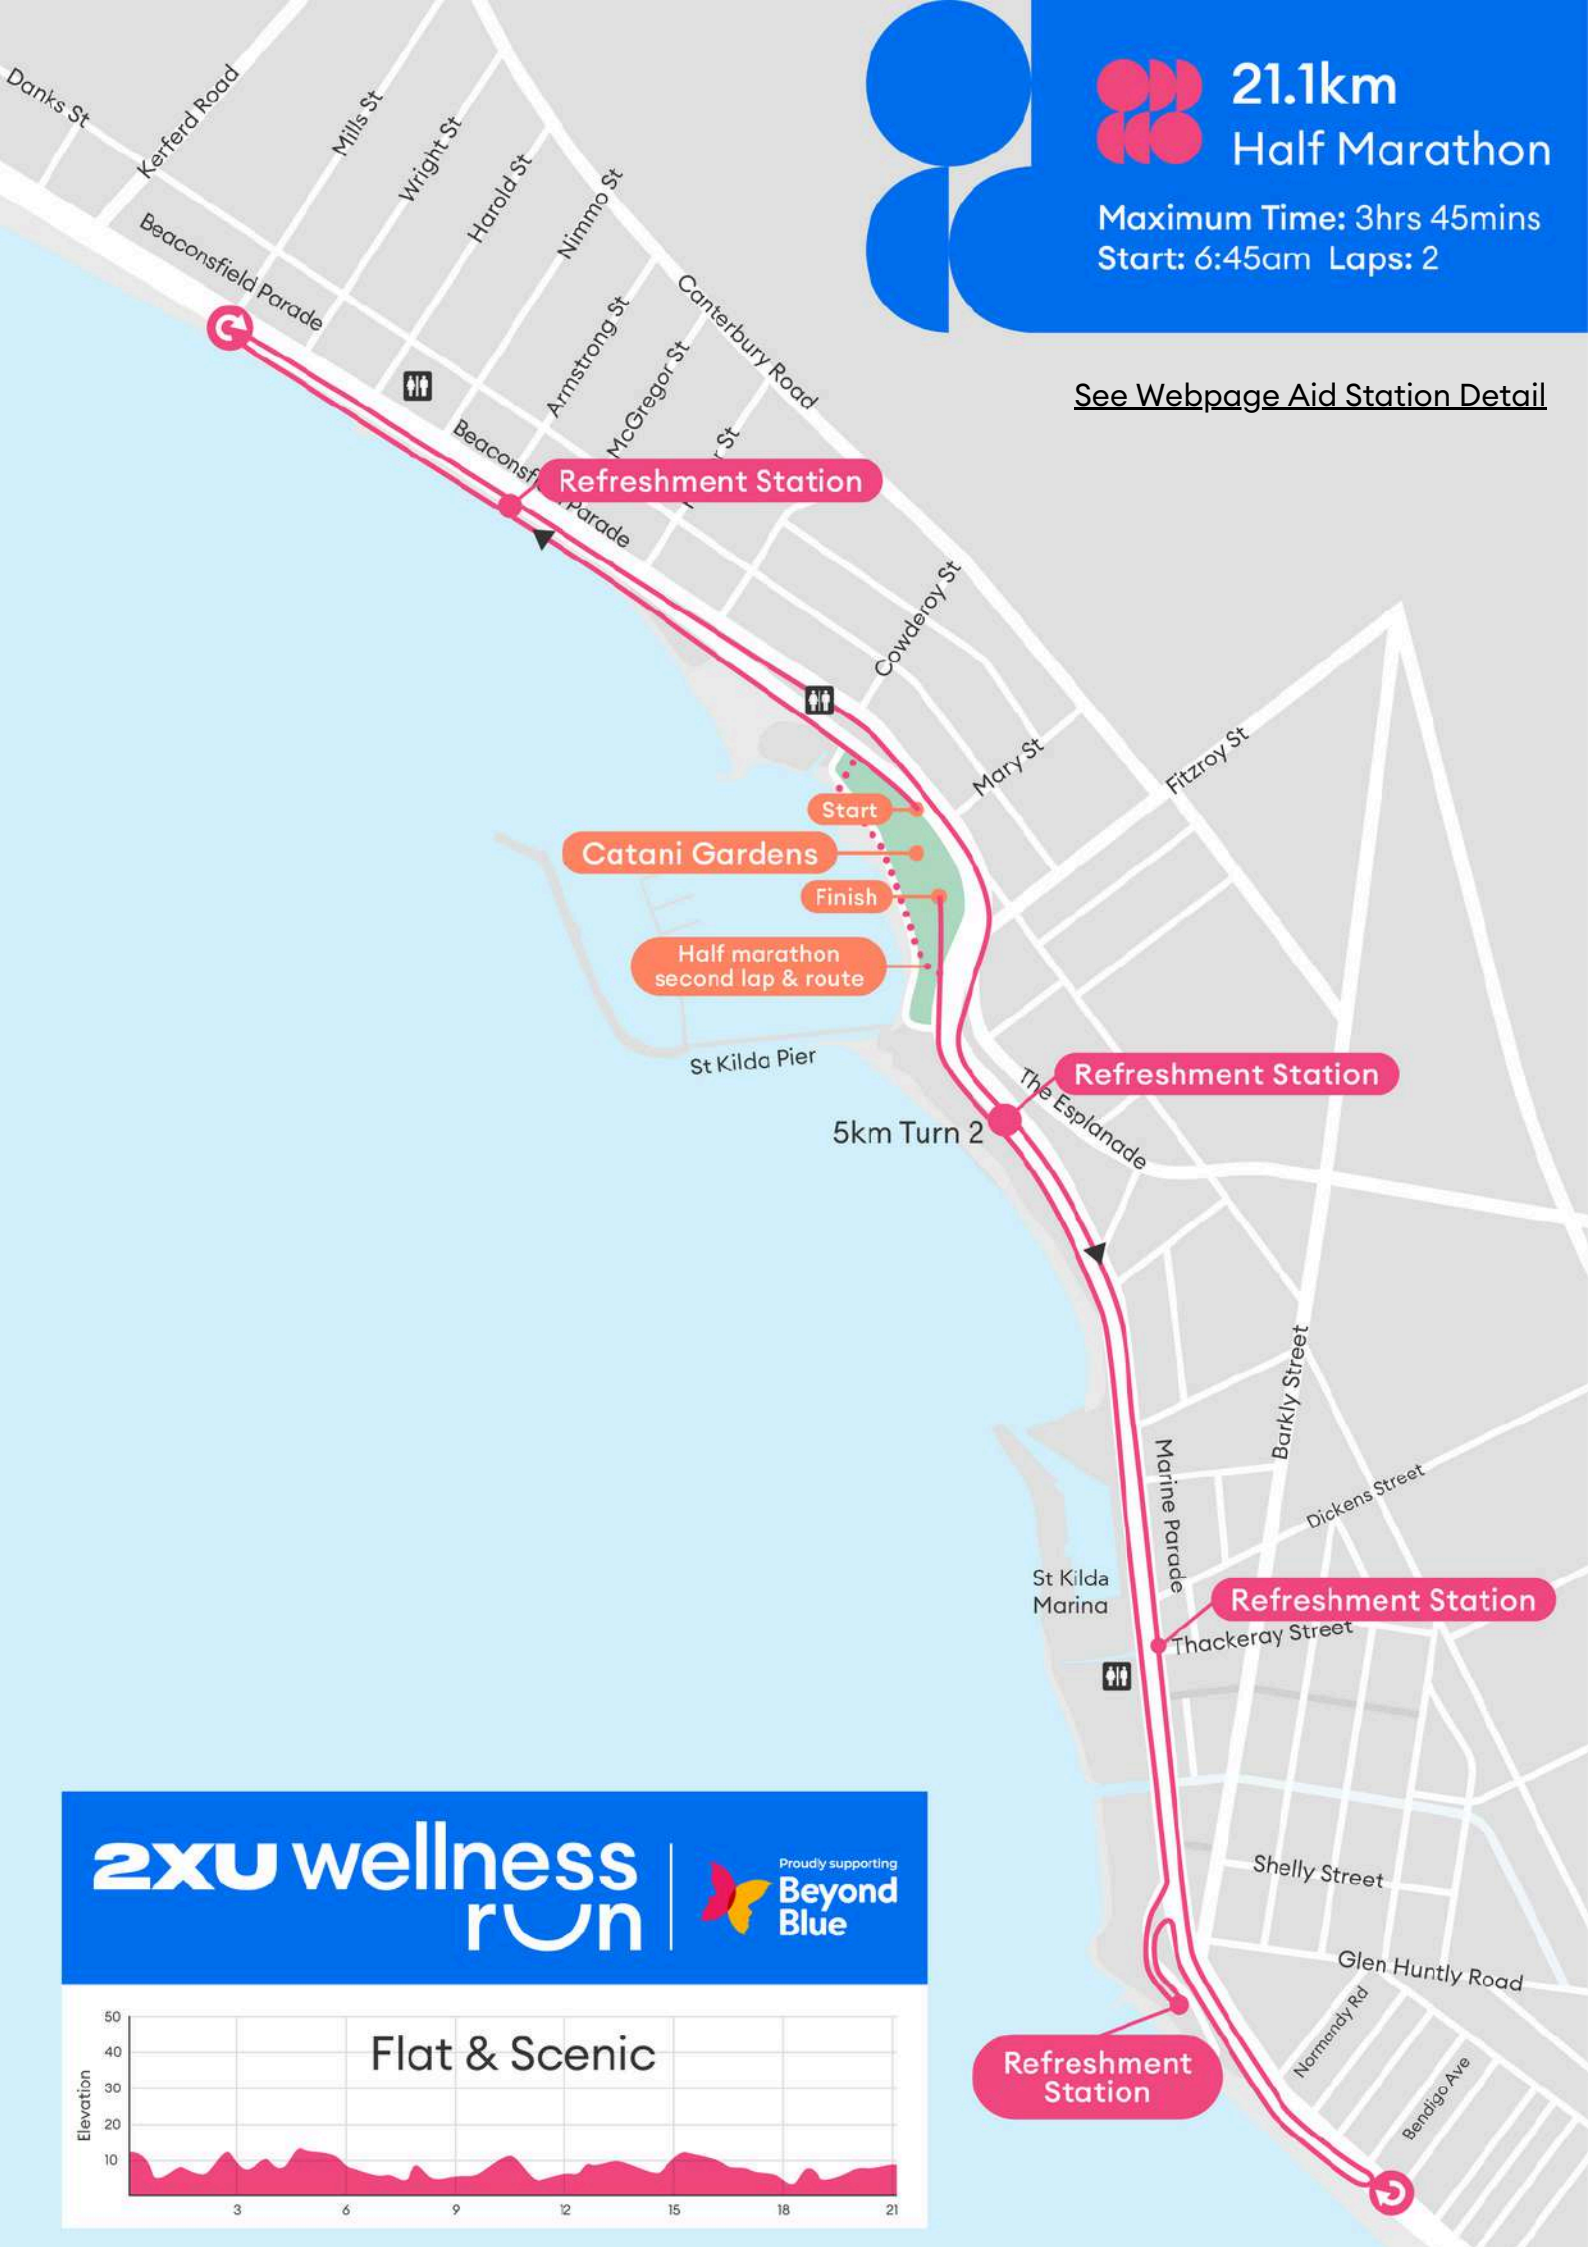 21.1km
Half Marathon
Maximum Time: 3hrs 45mins
Start: 6:45am Laps: 2
See Webpage Aid Station Detail
Danks St
Kerferd Road
Mills St
Wright St
Harold St
Nimmo St
Beaconsfield Parade
Armstrong St
McGregor St
Canterbury Road
r St
Beaconsf
Parade
Refreshment Station
Cowderoy St
Mary St
Fitzroy St
Start
Catani Gardens
Finish
Half marathon
second lap & route
St Kilda Pier
Refreshment Station
The Esplanade
5km Turn 2
Barkly Street
Marine Parade
Dickens Street
St Kilda
Marina
Refreshment Station
Thackeray Street
Shelly Street
Glen Huntly Road
Normandy Rd
Bendigo Ave
Refreshment
Station
2XU wellness
run
Proudly supporting
Beyond
Blue
Flat & Scenic
Elevation
50
40
30
20
10
3 6 9 12 15 18 21